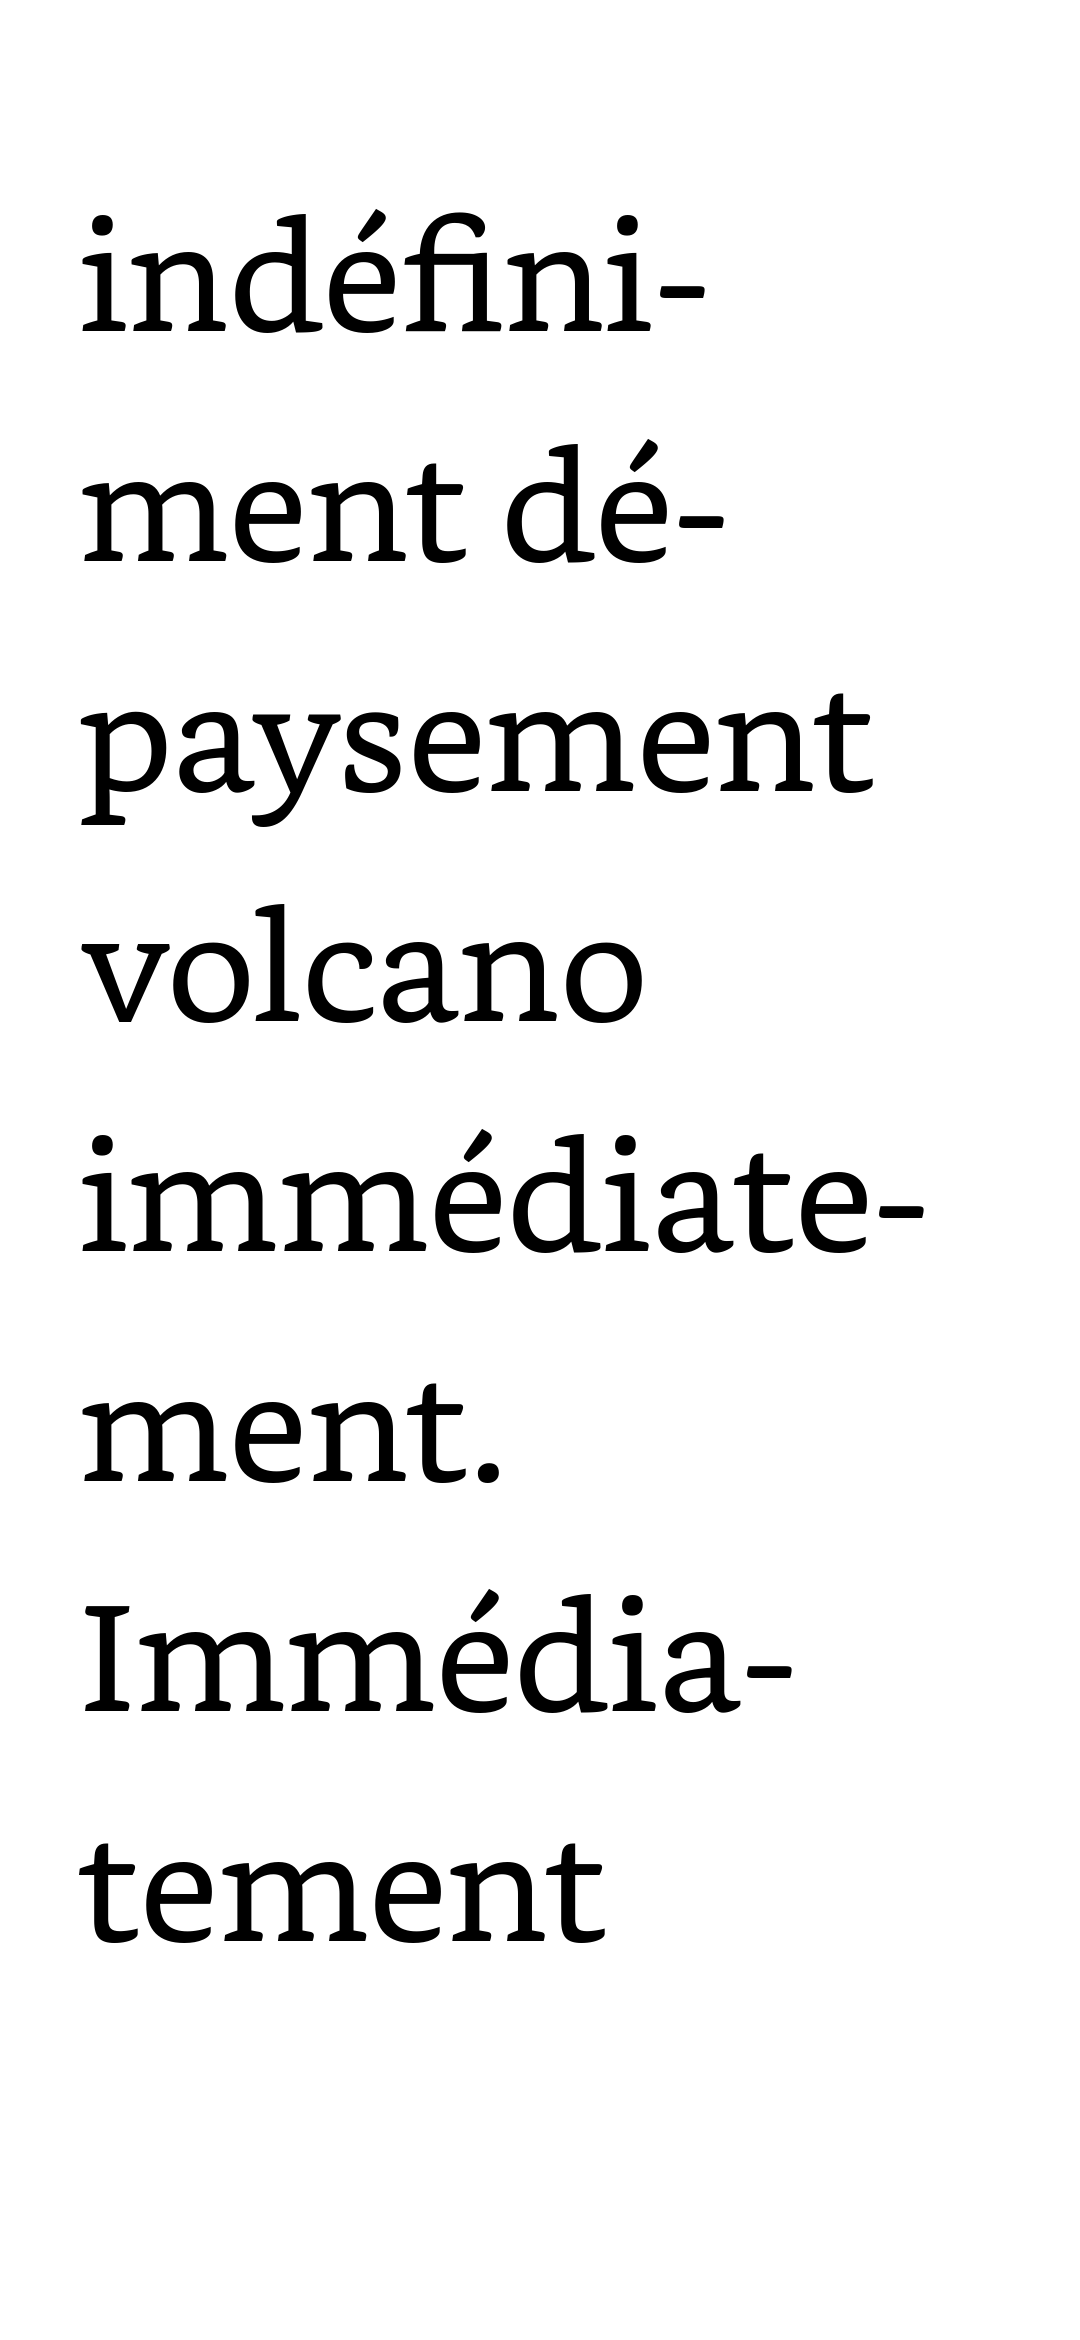 indéfini-
ment dé-
paysement
volcano
immédiate-
ment.
Immédia-
tement